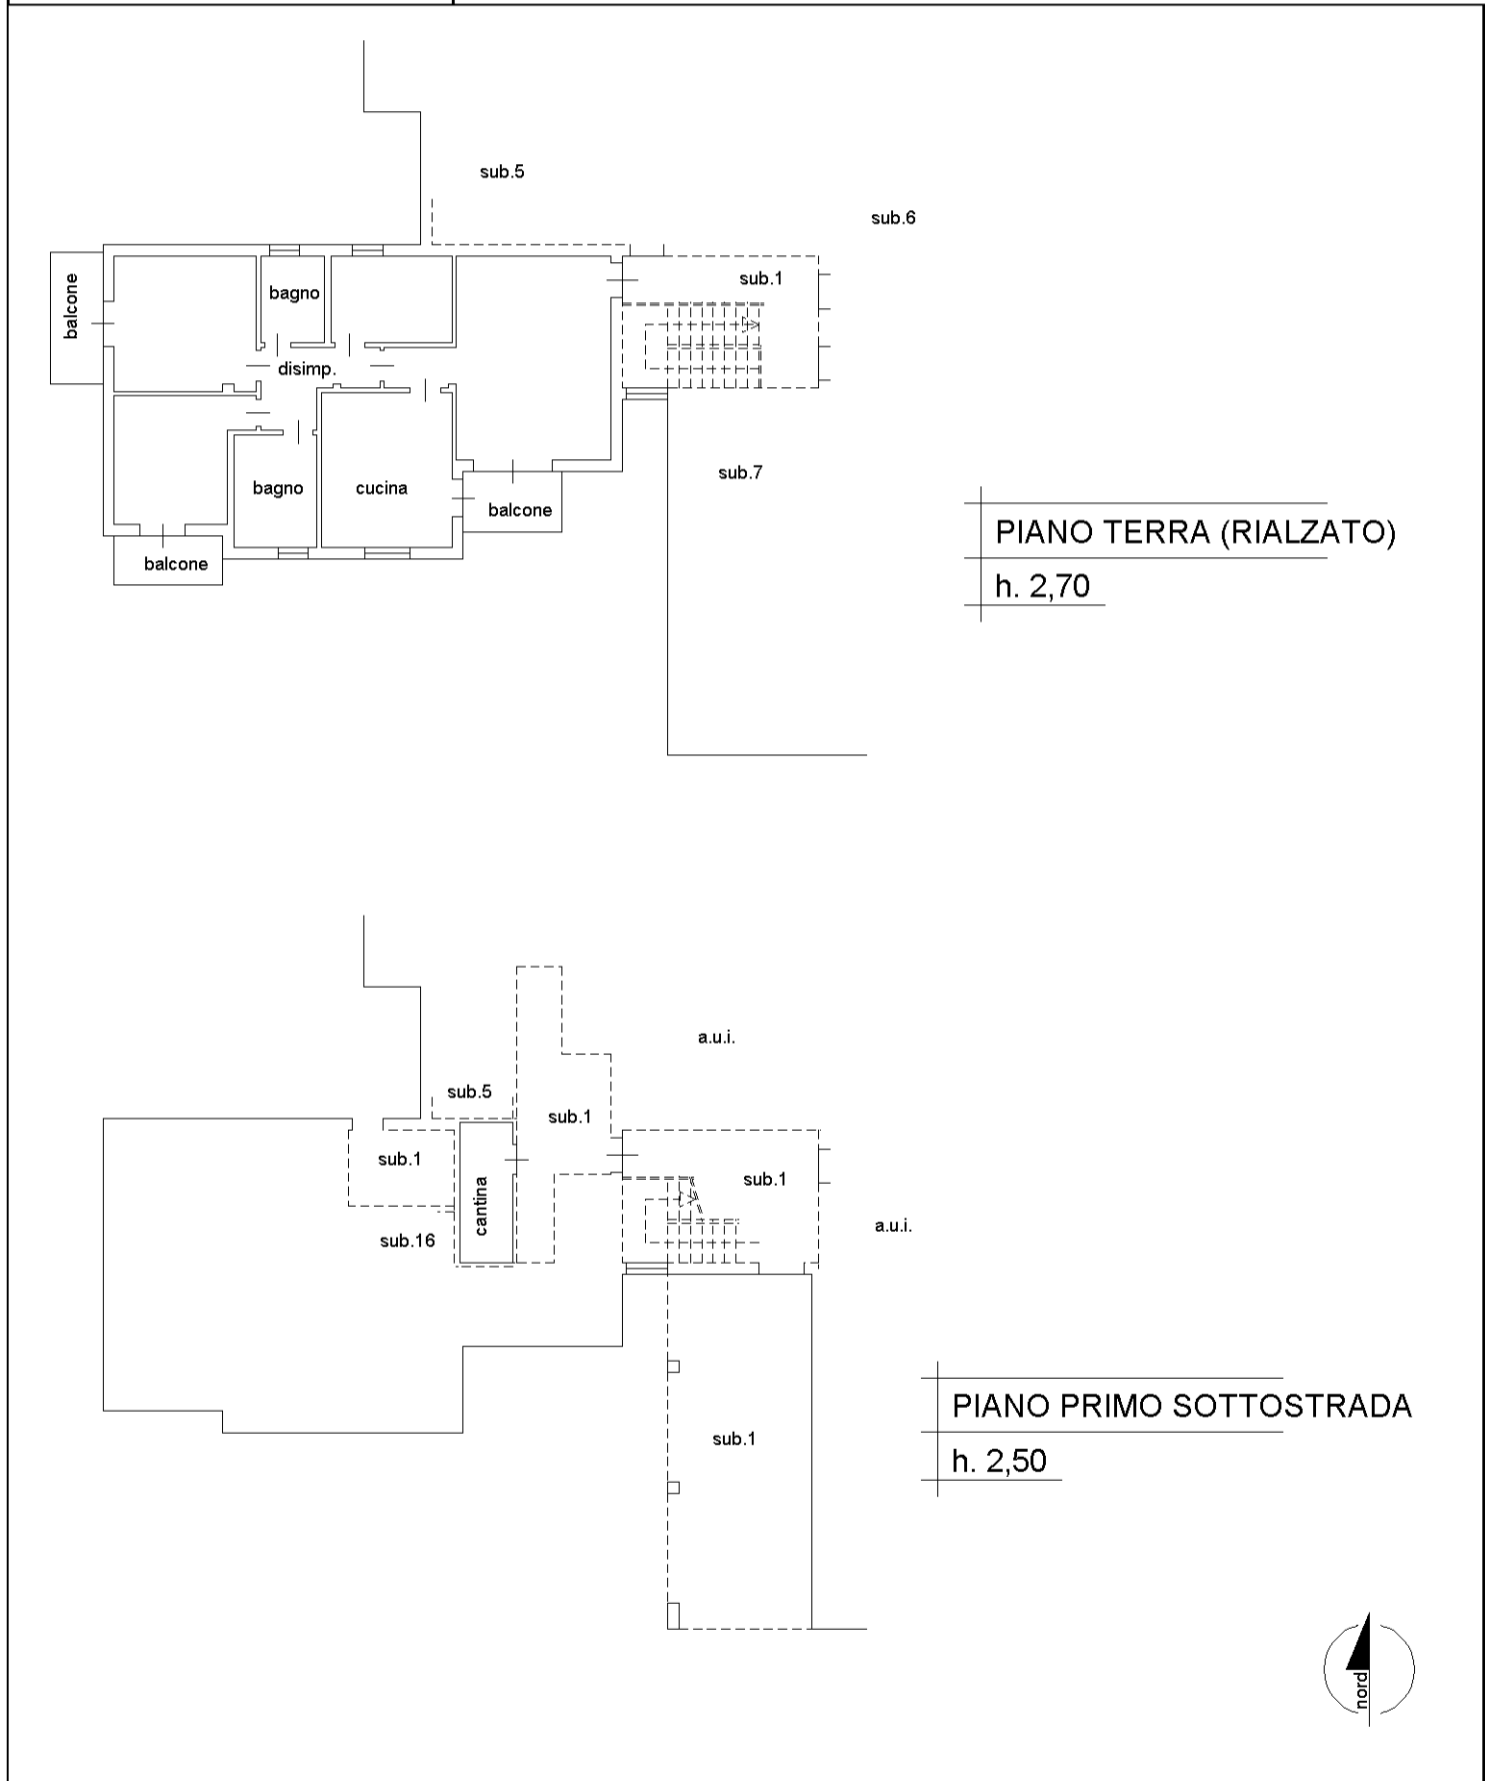 sub.5
sub.6
balcone
bagno
sub.1
disimp.
sub.7
bagno
cucina
balcone
balcone
PIANO TERRA (RIALZATO)
h. 2,70
a.u.i.
sub.5
sub.1
sub.1
sub.1
cantina
sub.16
a.u.i.
PIANO PRIMO SOTTOSTRADA
sub.1
h. 2,50
nord